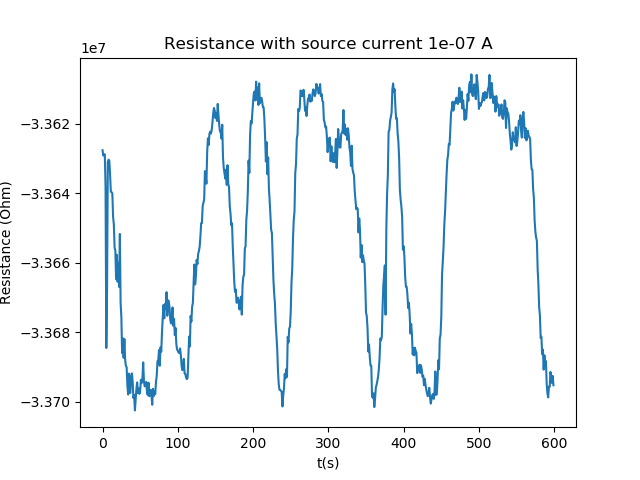 Resistance with source current 1e-07 A
1e7
−3.362
−3.364
−3.366
−3.368
−3.370
Resistance (Ohm)
0 100 200 300 400 500 600
t(s)